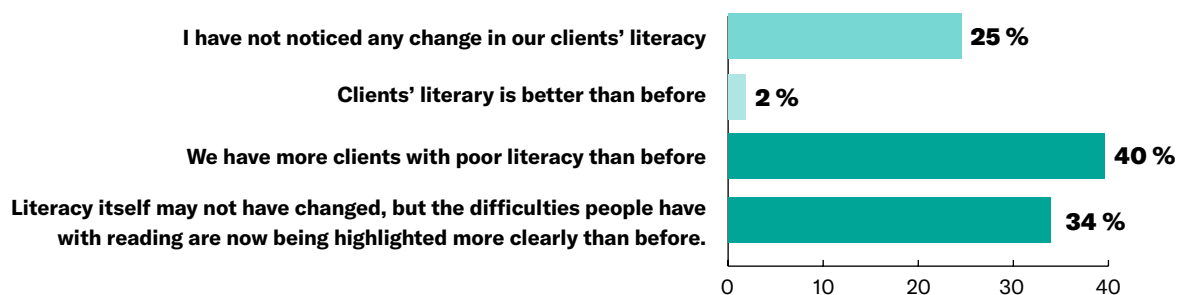 I have not noticed any change in our clients’ literacy
25 %
Clients’ literary is better than before
2 %
We have more clients with poor literacy than before
40 %
Literacy itself may not have changed, but the difficulties people have
with reading are now being highlighted more clearly than before.
34 %
0 10 20 30 40